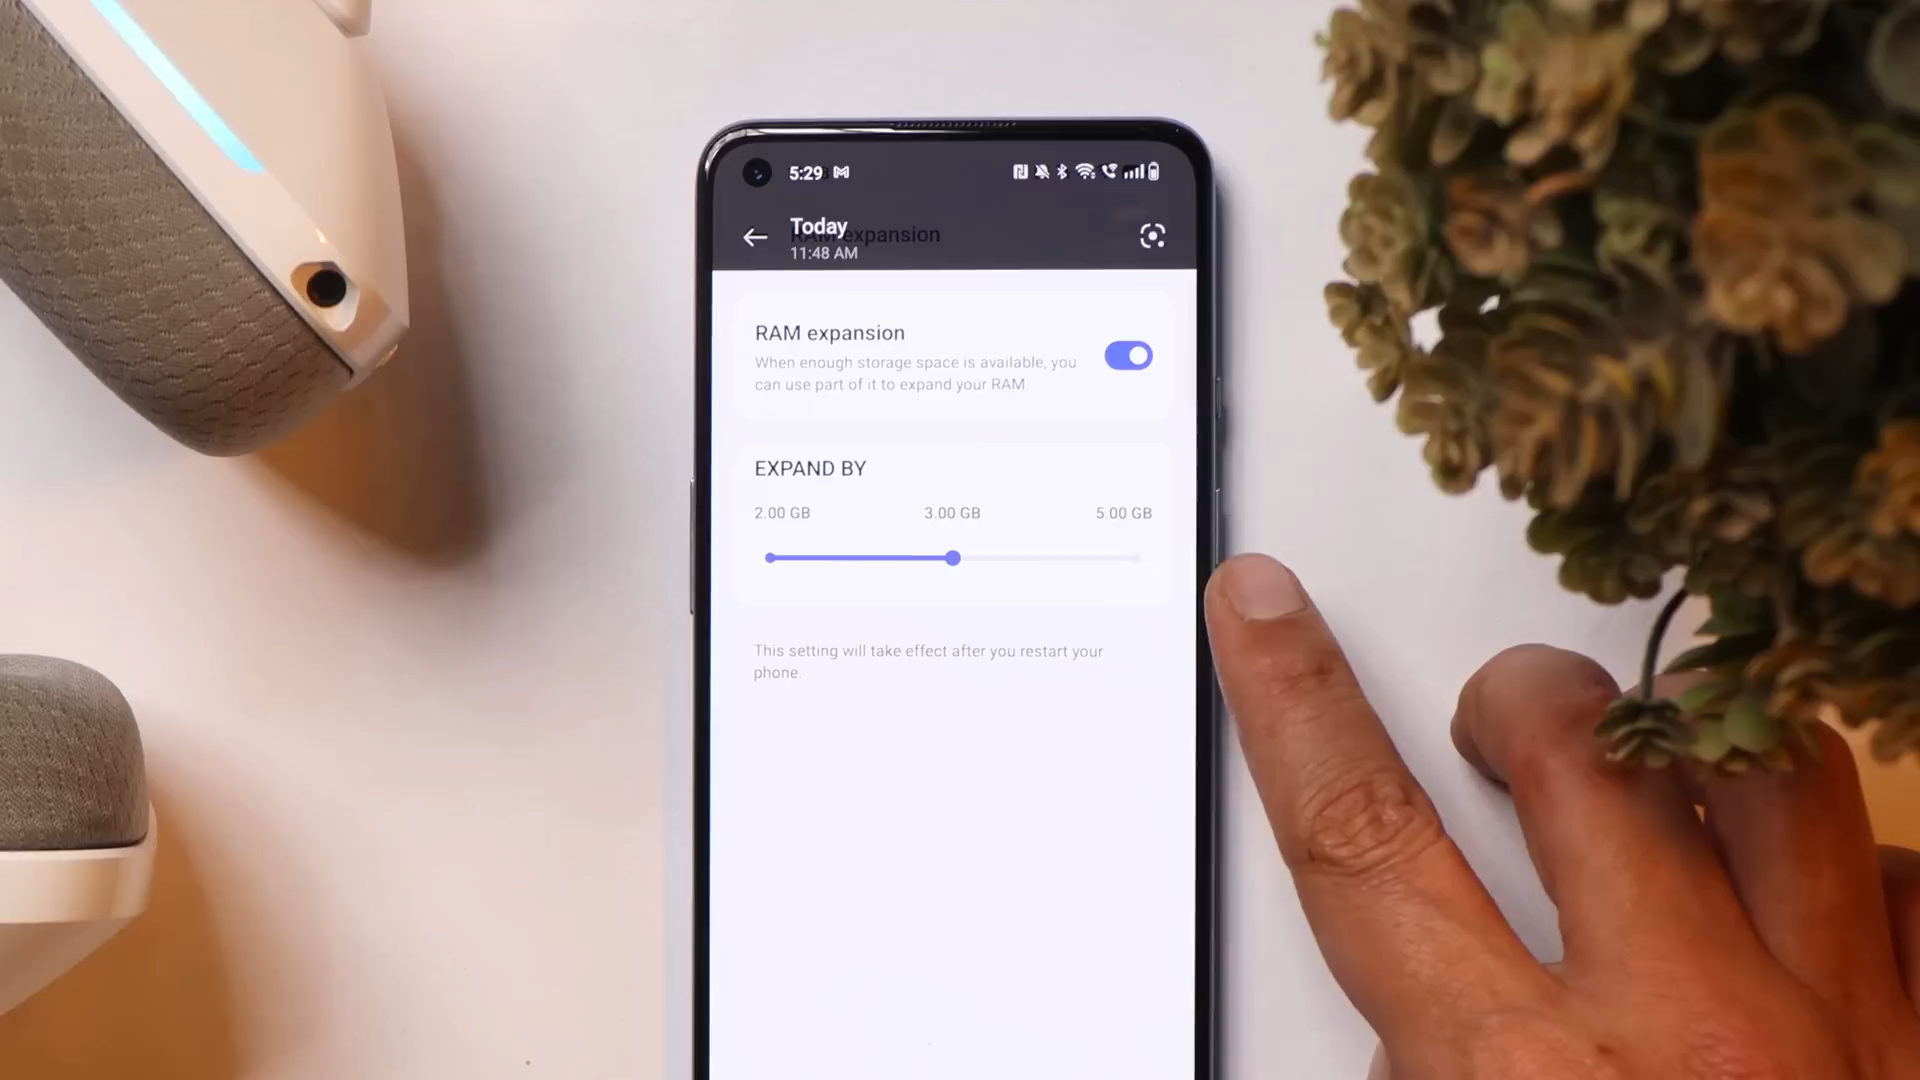 5:29
Today
RAM expansion
11:48 AM
RAM expansion
When enough storage space is available, you
can use part of it to expand your RAM.
EXPAND BY
2.00 GB 3.00 GB 5.00 GB
This setting will take effect after you restart your
phone.